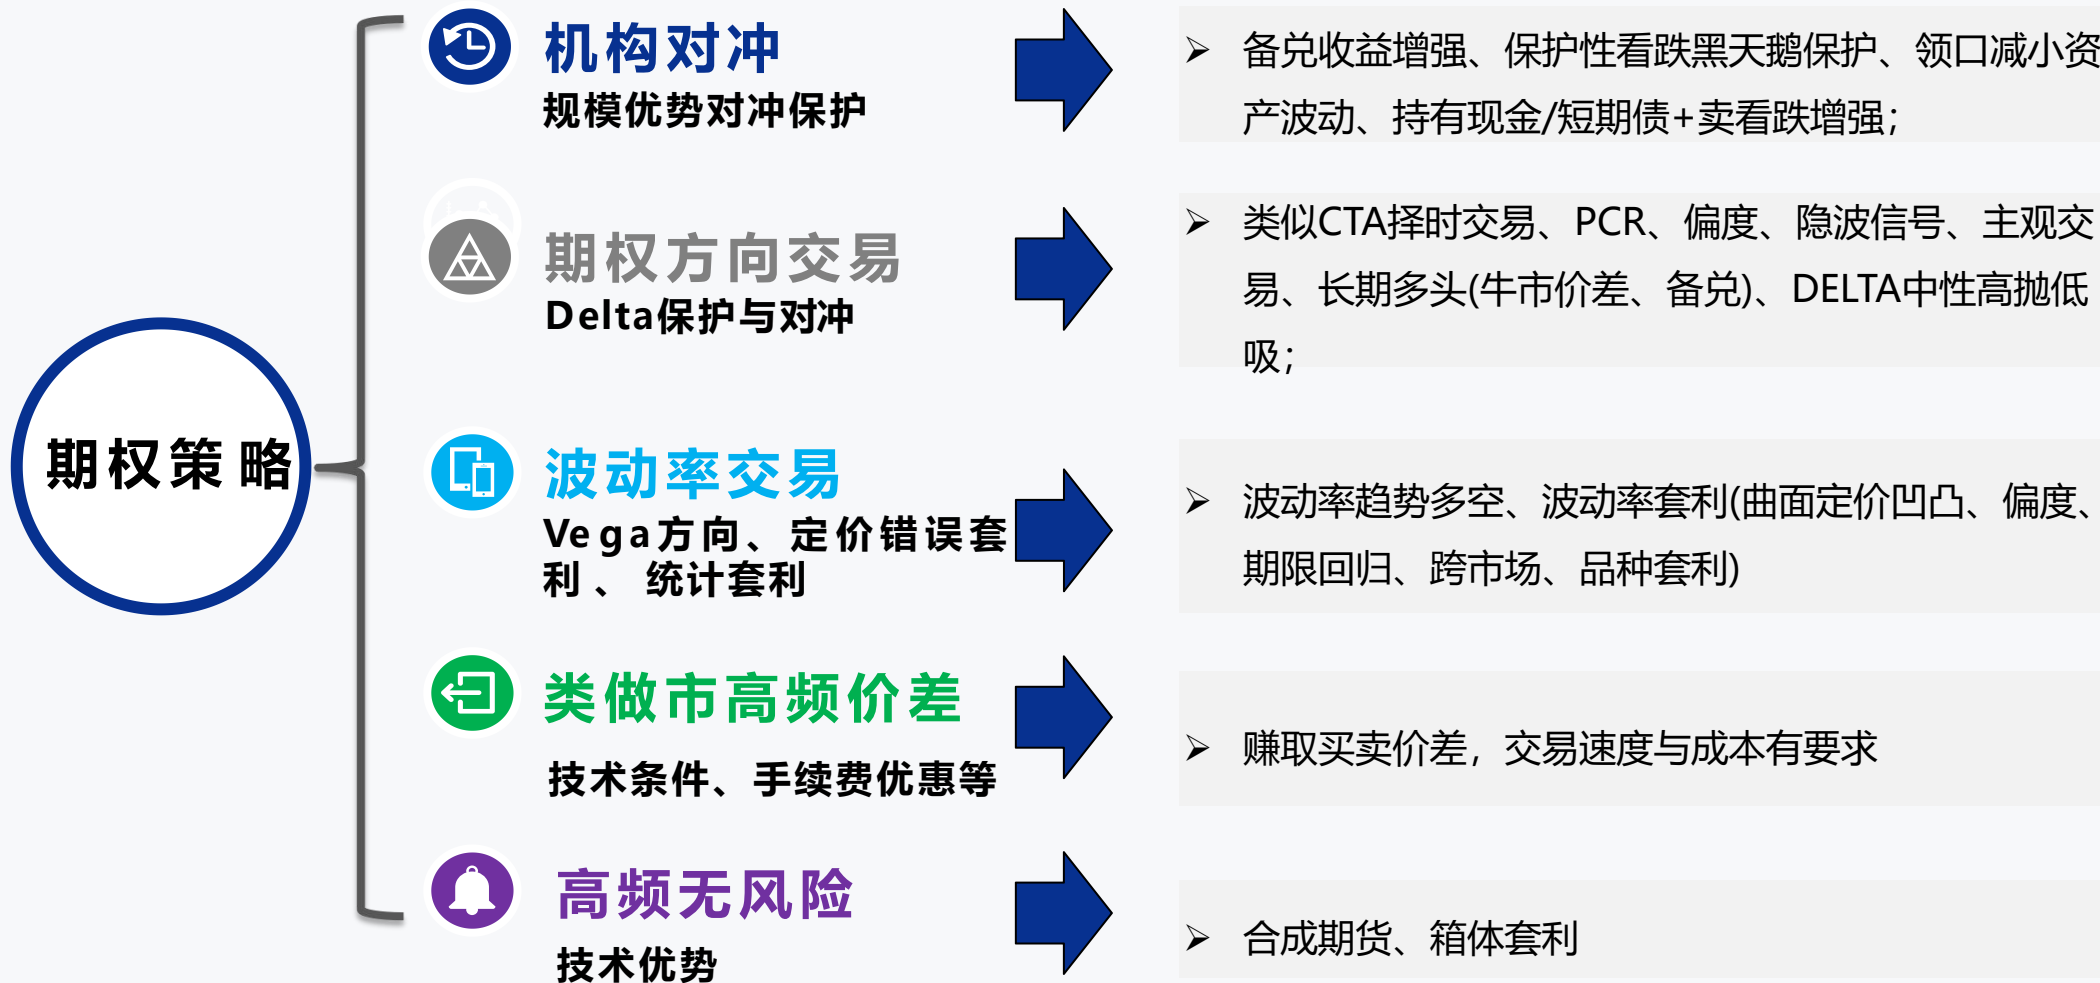 期权策略
机构对冲
规模优势对冲保护
➢ 备兑收益增强、保护性看跌黑天鹅保护、领口减小资
产波动、持有现金/短期债+卖看跌增强；
期权方向交易
Delta保护与对冲
➢ 类似CTA择时交易、PCR、偏度、隐波信号、主观交
易、长期多头(牛市价差、备兑)、DELTA中性高抛低
吸；
波动率交易
Vega方向、定价错误套
利、统计套利
➢ 波动率趋势多空、波动率套利(曲面定价凹凸、偏度、
期限回归、跨市场、品种套利)
类做市高频价差
技术条件、手续费优惠等
➢ 赚取买卖价差，交易速度与成本有要求
高频无风险
技术优势
➢ 合成期货、箱体套利